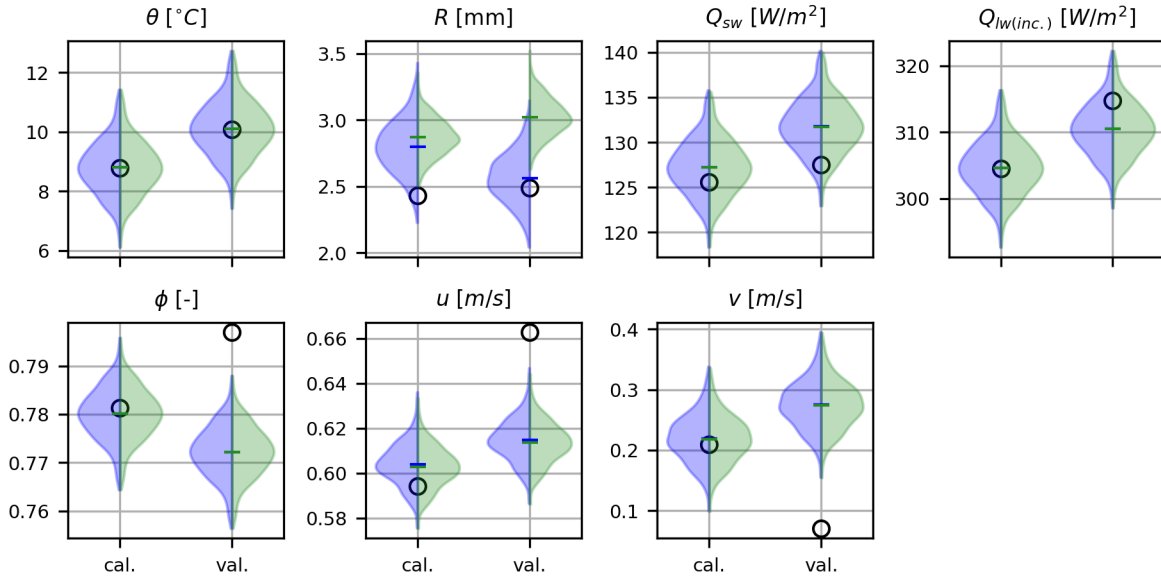 θ [°C]
R [mm]
Q_sw [W/m²]
Q_lw(inc.) [W/m²]
12
10
8
6
3.5
3.0
2.5
2.0
140
135
130
125
120
320
310
300
ϕ [-]
u [m/s]
v [m/s]
0.79
0.78
0.77
0.76
0.66
0.64
0.62
0.60
0.58
0.4
0.3
0.2
0.1
cal.
val.
cal.
val.
cal.
val.